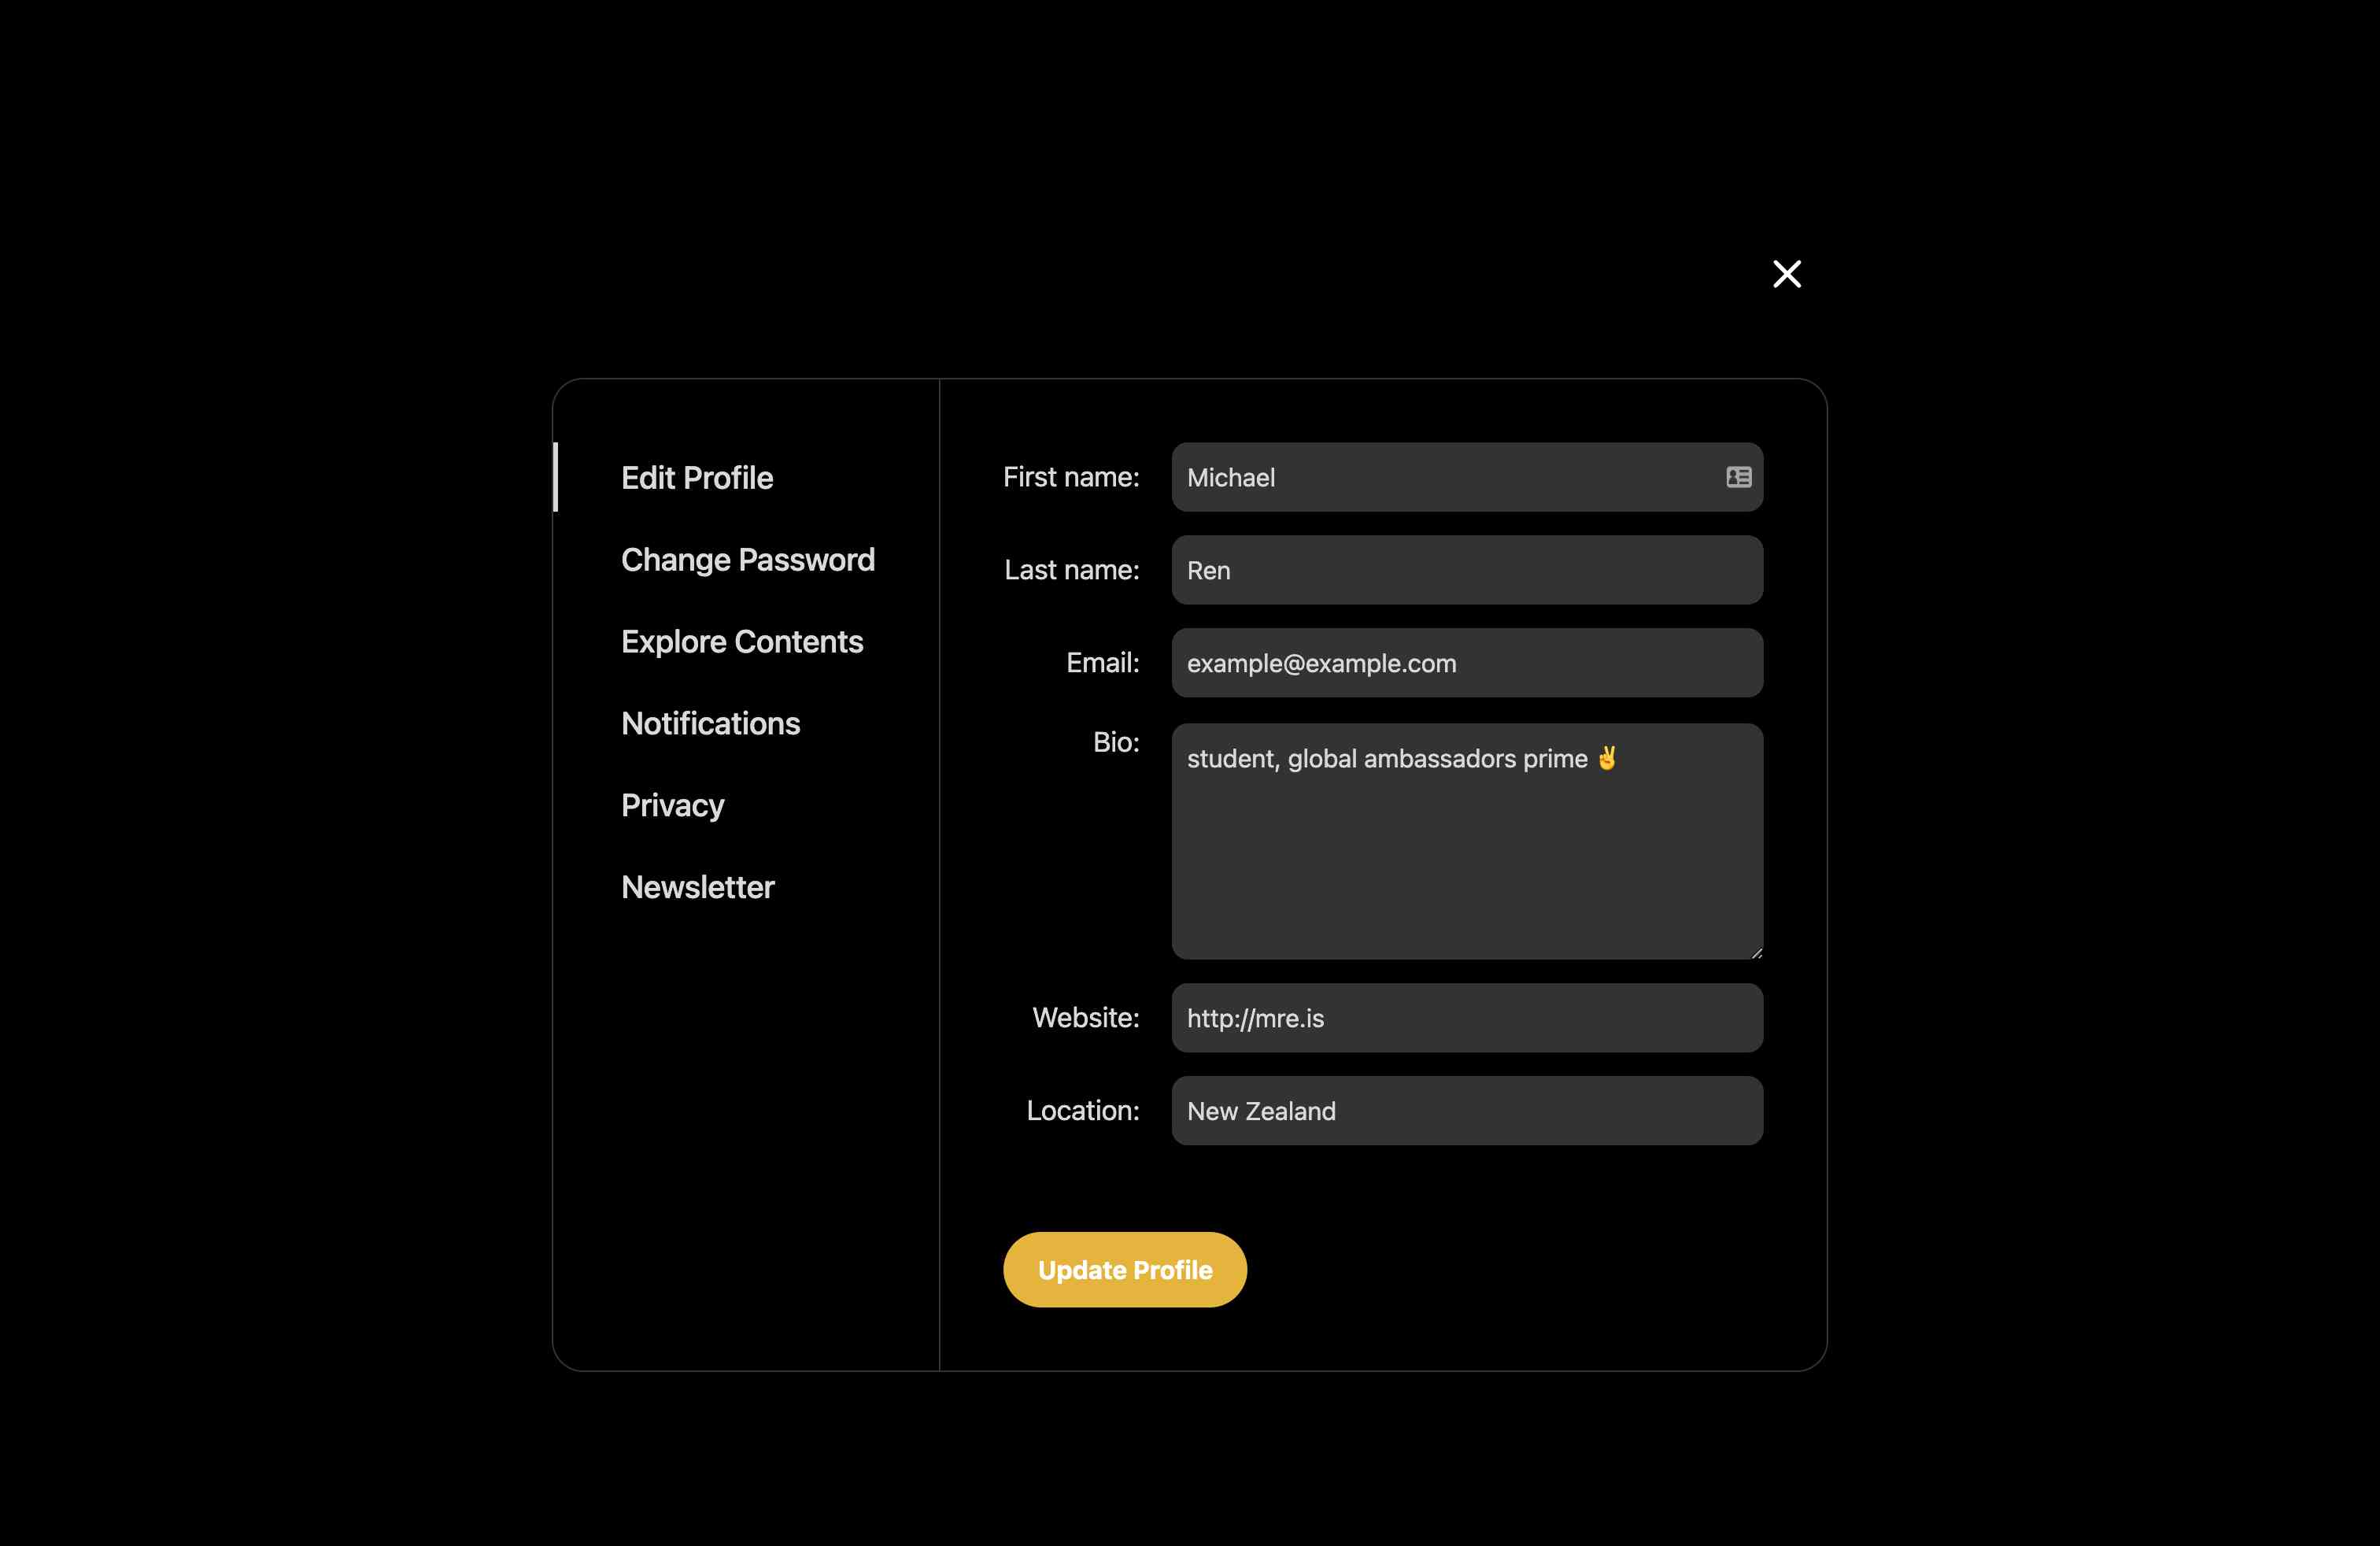 Edit Profile
Change Password
Explore Contents
Notifications
Privacy
Newsletter
First name: Michael
Last name: Ren
Email: example@example.com
Bio: student, global ambassadors prime ✌️
Website: http://mre.is
Location: New Zealand
Update Profile